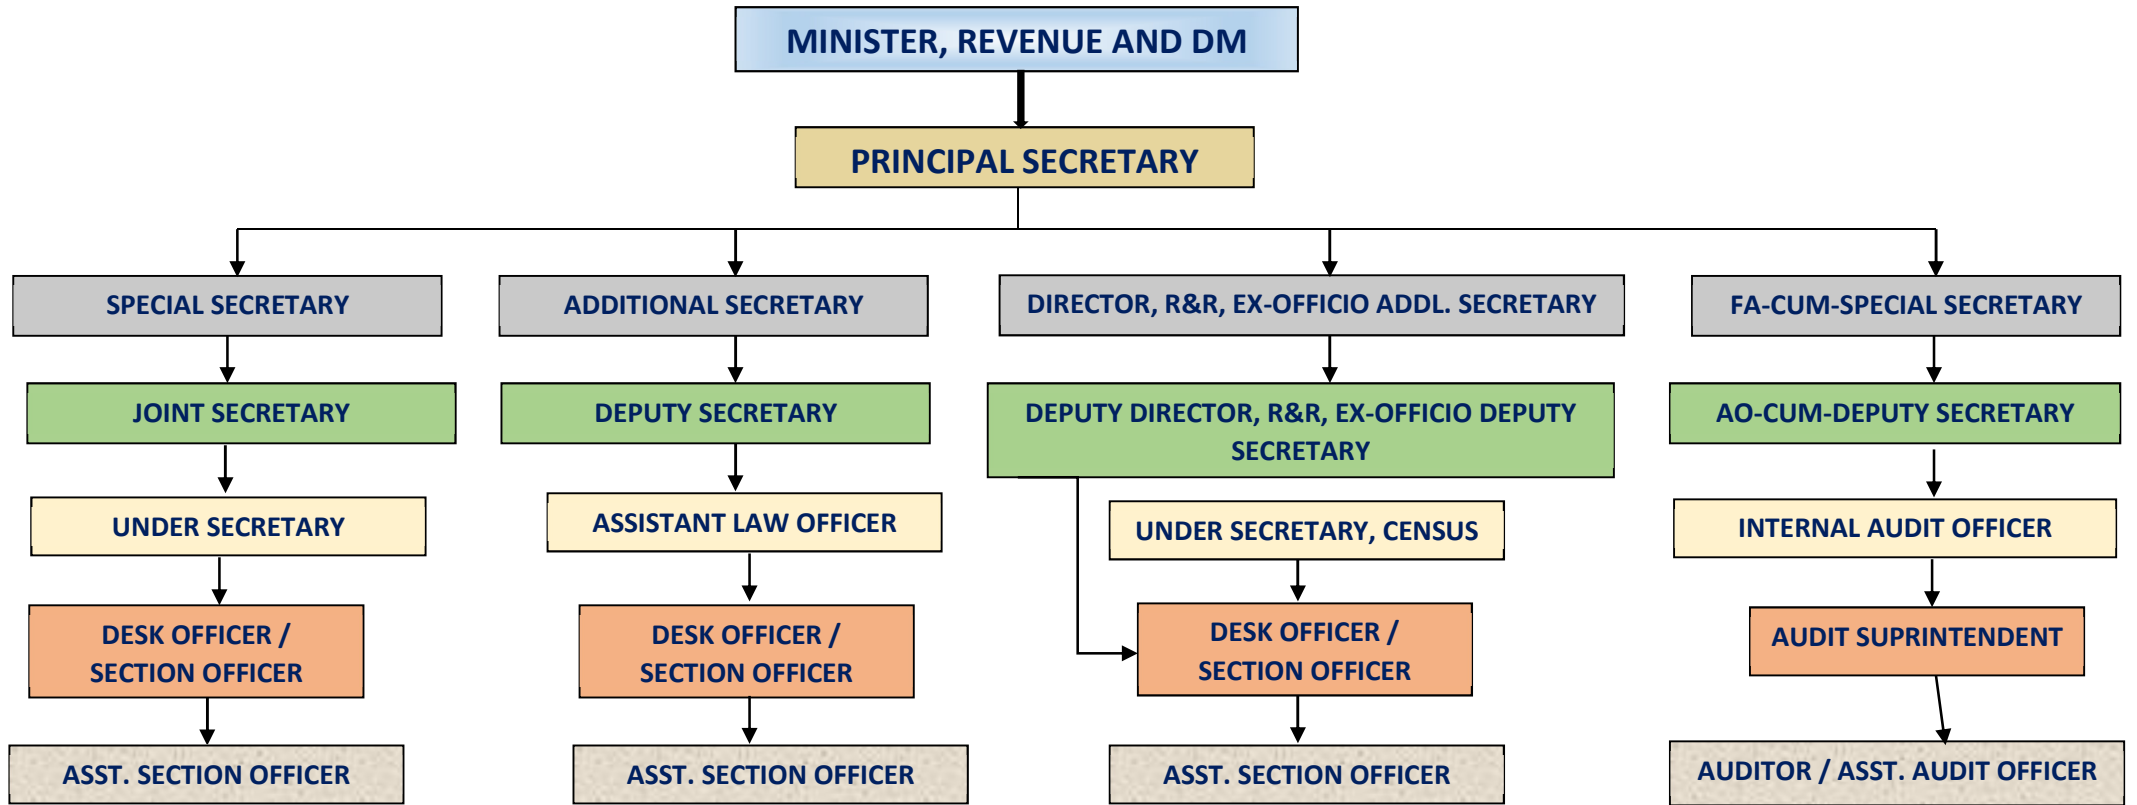 MINISTER, REVENUE AND DM
PRINCIPAL SECRETARY
SPECIAL SECRETARY
ADDITIONAL SECRETARY
DIRECTOR, R&R, EX-OFFICIO ADDL. SECRETARY
FA-CUM-SPECIAL SECRETARY
JOINT SECRETARY
DEPUTY SECRETARY
DEPUTY DIRECTOR, R&R, EX-OFFICIO DEPUTY
SECRETARY
AO-CUM-DEPUTY SECRETARY
UNDER SECRETARY
ASSISTANT LAW OFFICER
UNDER SECRETARY, CENSUS
INTERNAL AUDIT OFFICER
DESK OFFICER /
SECTION OFFICER
DESK OFFICER /
SECTION OFFICER
DESK OFFICER /
SECTION OFFICER
AUDIT SUPRINTENDENT
ASST. SECTION OFFICER
ASST. SECTION OFFICER
ASST. SECTION OFFICER
AUDITOR / ASST. AUDIT OFFICER